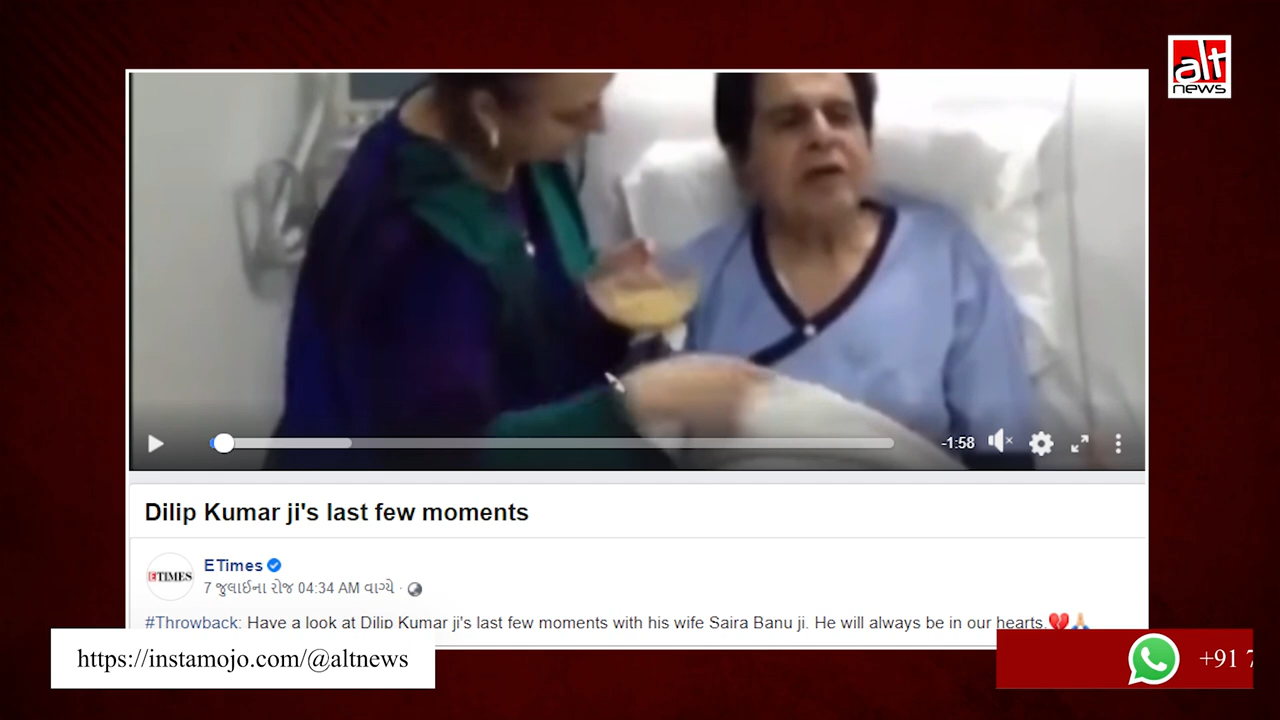 alt
news
-1:58
Dilip Kumar ji's last few moments
ETimes
ETIMES
7 જુલાઈના રોજ 04:34 AM વાગ્યે ·
#Throwback: Have a look at Dilip Kumar ji's last few moments with his wife Saira Banu ji. He will always be in our hearts.💔🙏
https://instamojo.com/@altnews
+91 7